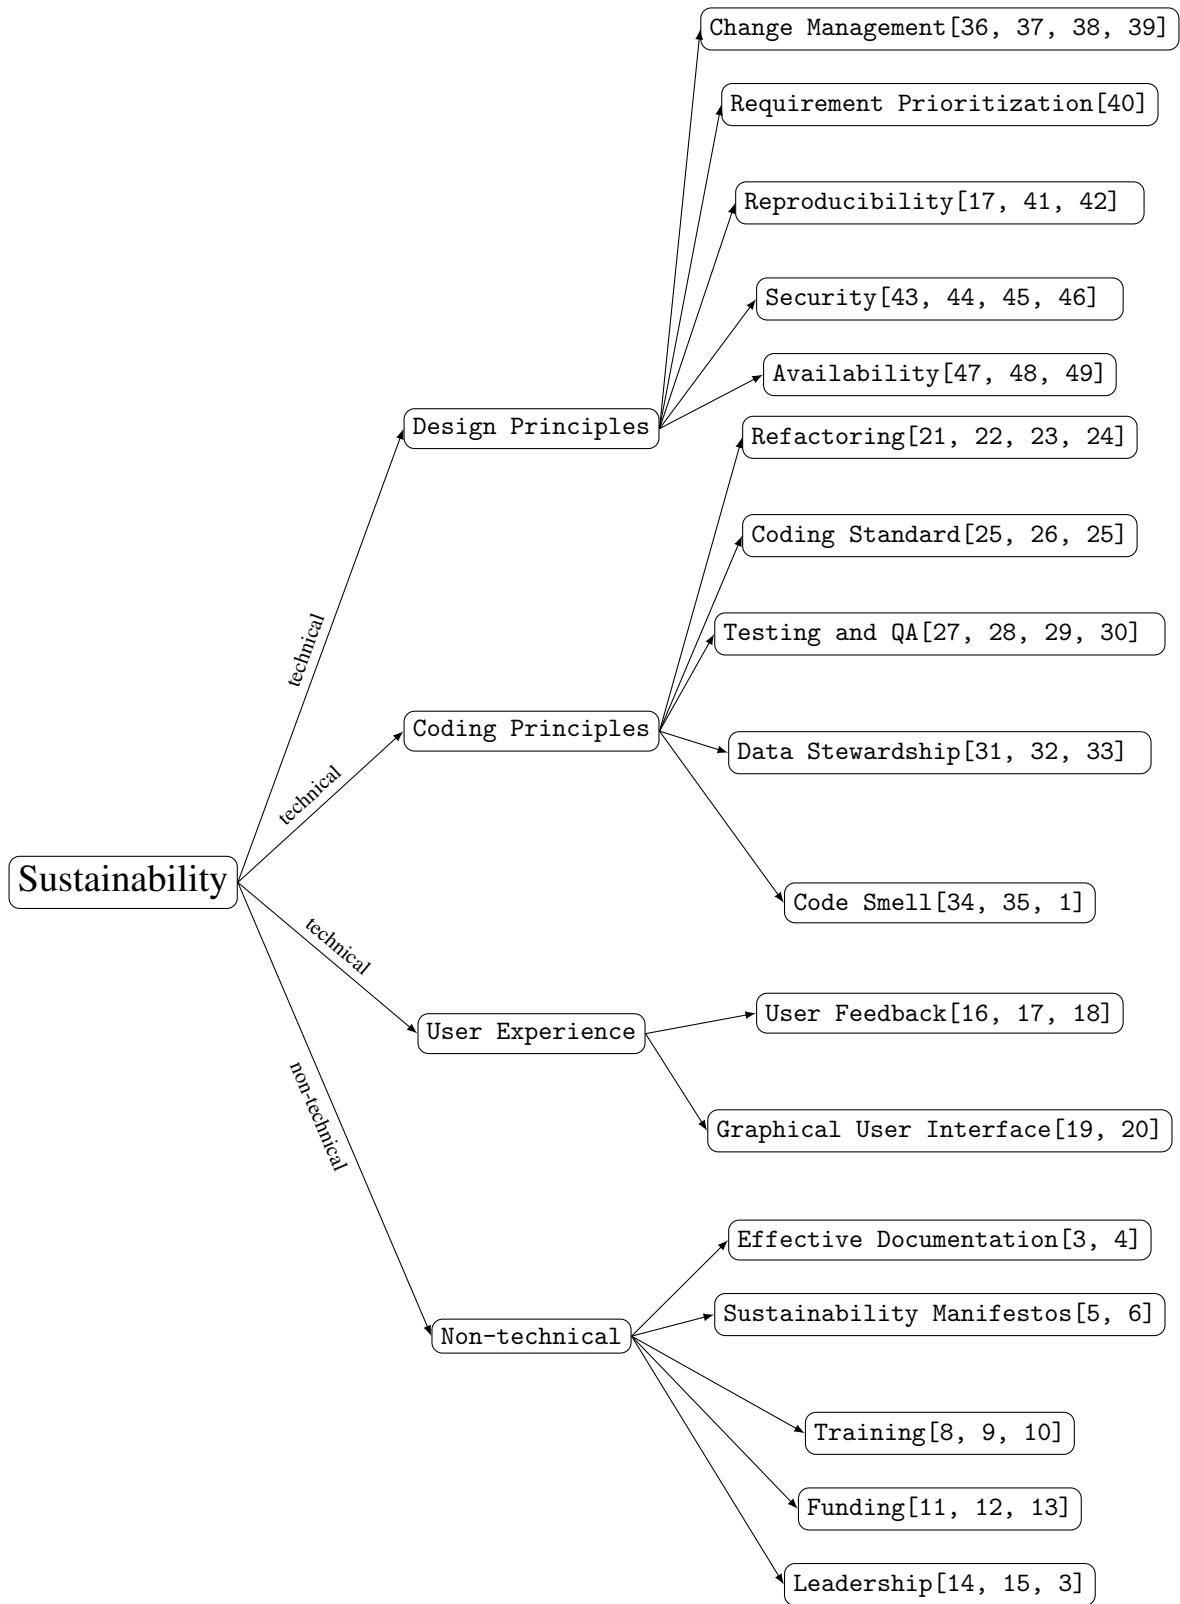 Change Management[36, 37, 38, 39]
Requirement Prioritization[40]
Reproducibility[17, 41, 42]
Security[43, 44, 45, 46]
Availability[47, 48, 49]
Design Principles
Refactoring[21, 22, 23, 24]
Coding Standard[25, 26, 25]
technical
Testing and QA[27, 28, 29, 30]
Coding Principles
Data Stewardship[31, 32, 33]
technical
Sustainability
Code Smell[34, 35, 1]
technical
User Feedback[16, 17, 18]
User Experience
non-technical
Graphical User Interface[19, 20]
Effective Documentation[3, 4]
Sustainability Manifestos[5, 6]
Non-technical
Training[8, 9, 10]
Funding[11, 12, 13]
Leadership[14, 15, 3]